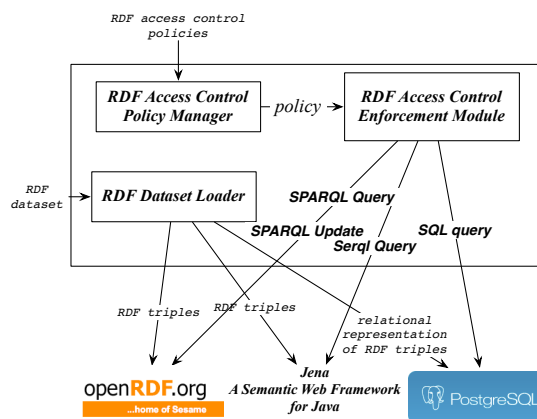 RDF access control
policies
RDF Access Control
Policy Manager
policy
RDF Access Control
Enforcement Module
RDF
dataset
RDF Dataset Loader
SPARQL Query
SPARQL Update
Serql Query
SQL query
RDF triples
RDF triples
relational
representation
of RDF triples
openRDF.org
...home of Sesame
Jena
A Semantic Web Framework
for Java
PostgreSQL